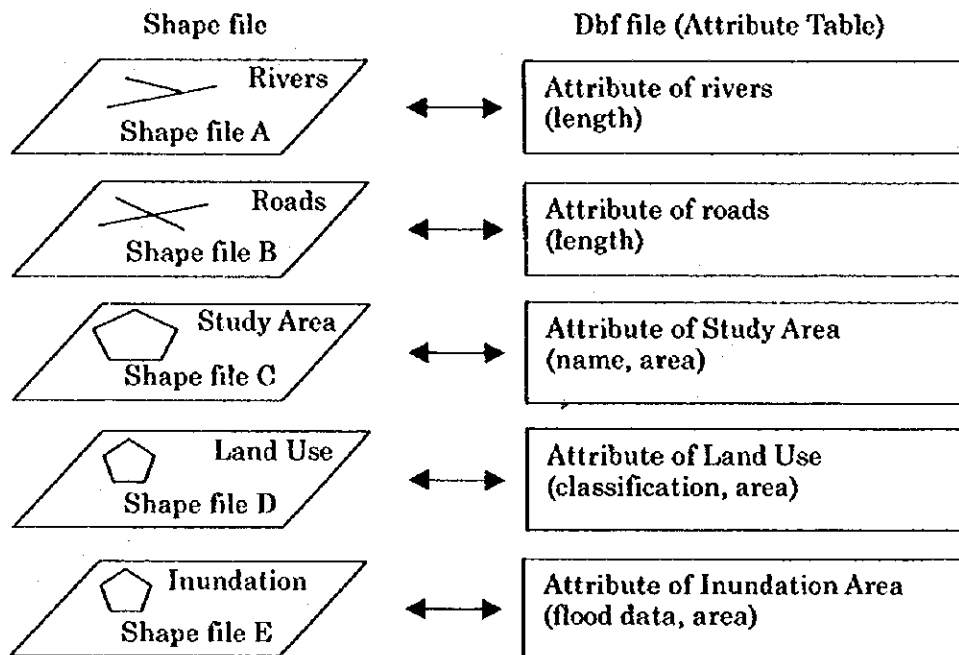 Shape file
Dbf file (Attribute Table)
Rivers
Shape file A
Attribute of rivers
(length)
Roads
Shape file B
Attribute of roads
(length)
Study Area
Shape file C
Attribute of Study Area
(name, area)
Land Use
Shape file D
Attribute of Land Use
(classification, area)
Inundation
Shape file E
Attribute of Inundation Area
(flood data, area)